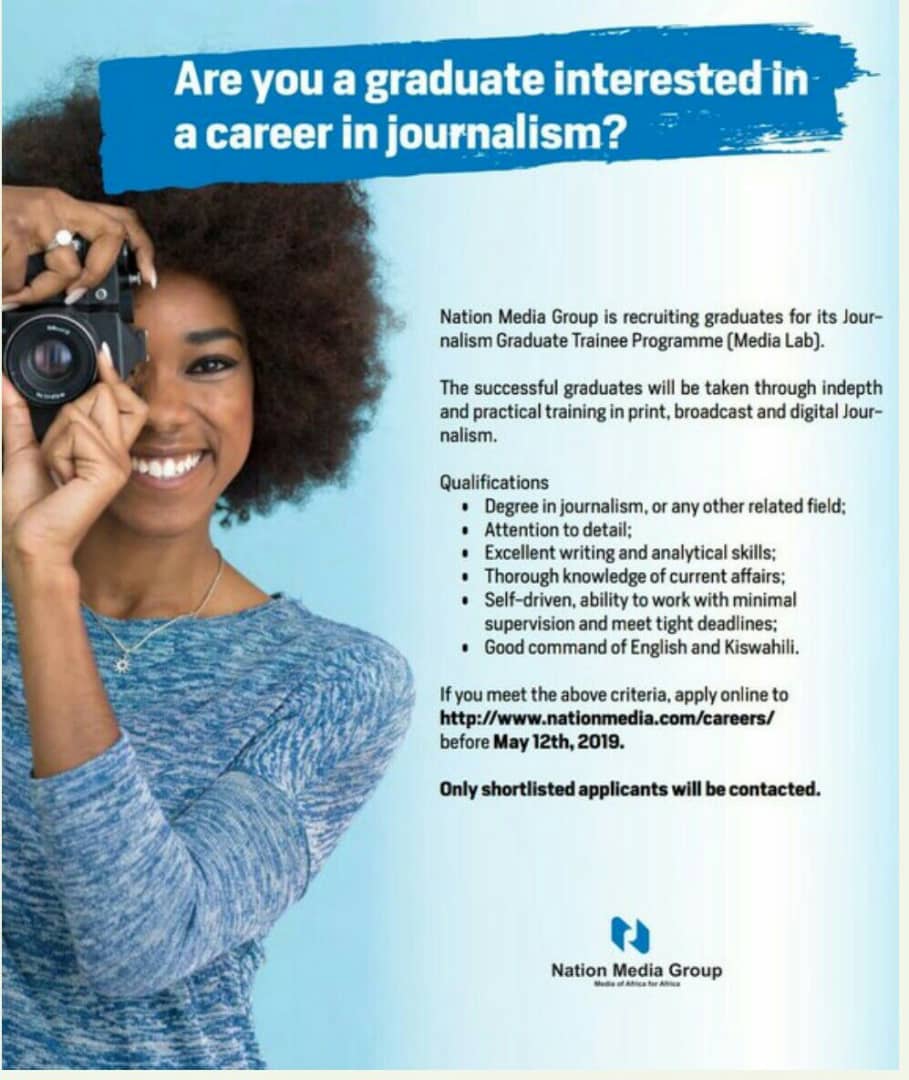 Are you a graduate interested in
a career in journalism?
Nation Media Group is recruiting graduates for its Jour-
nalism Graduate Trainee Programme (Media Lab).
The successful graduates will be taken through indepth
and practical training in print, broadcast and digital Jour-
nalism.
Qualifications
• Degree in journalism, or any other related field;
• Attention to detail;
• Excellent writing and analytical skills;
• Thorough knowledge of current affairs;
• Self-driven, ability to work with minimal
supervision and meet tight deadlines;
• Good command of English and Kiswahili.
If you meet the above criteria, apply online to
http://www.nationmedia.com/careers/
before May 12th, 2019.
Only shortlisted applicants will be contacted.
Nation Media Group
Media of Africa for Africa